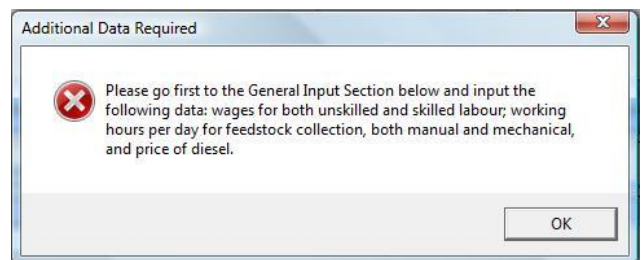 Additional Data Required
Please go first to the General Input Section below and input the
following data: wages for both unskilled and skilled labour; working
hours per day for feedstock collection, both manual and mechanical,
and price of diesel.
OK